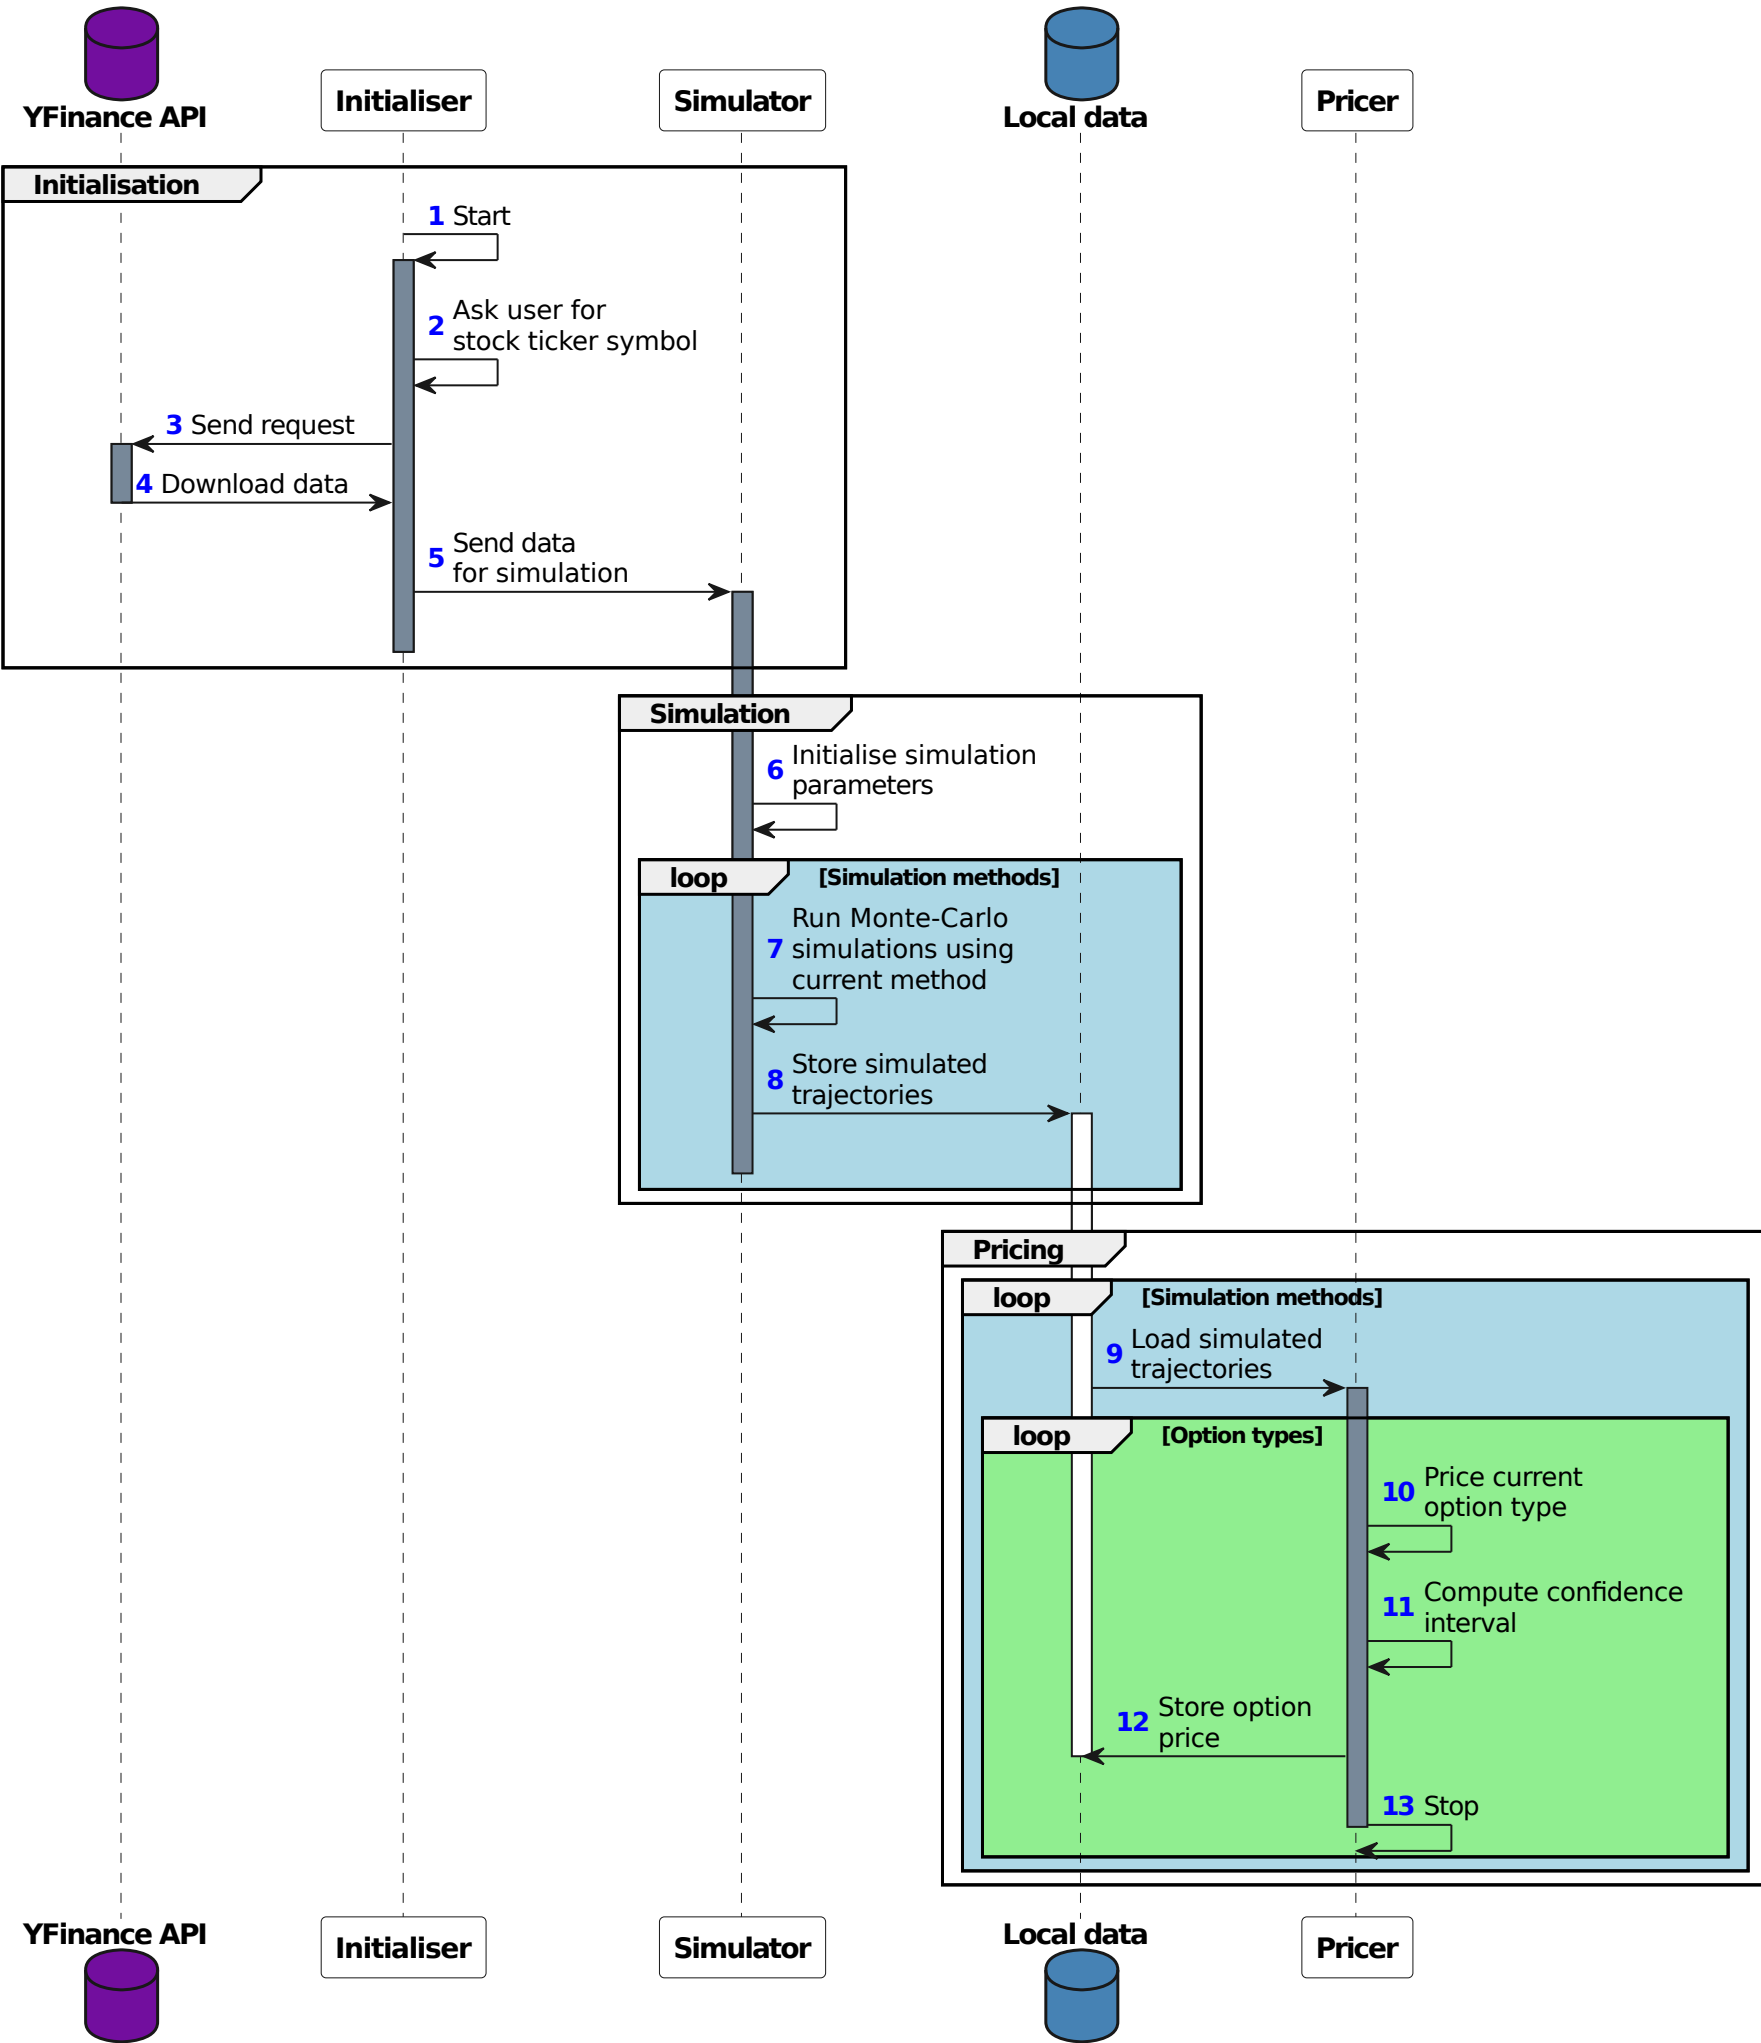 YFinance API
Initialiser
Simulator
Local data
Pricer
Initialisation
1 Start
2 Ask user for
stock ticker symbol
3 Send request
4 Download data
5 Send data
for simulation
Simulation
6 Initialise simulation
parameters
loop [Simulation methods]
Run Monte-Carlo
7 simulations using
current method
8 Store simulated
trajectories
Pricing
loop [Simulation methods]
9 Load simulated
trajectories
loop [Option types]
10 Price current
option type
11 Compute confidence
interval
12 Store option
price
13 Stop
YFinance API
Initialiser
Simulator
Local data
Pricer